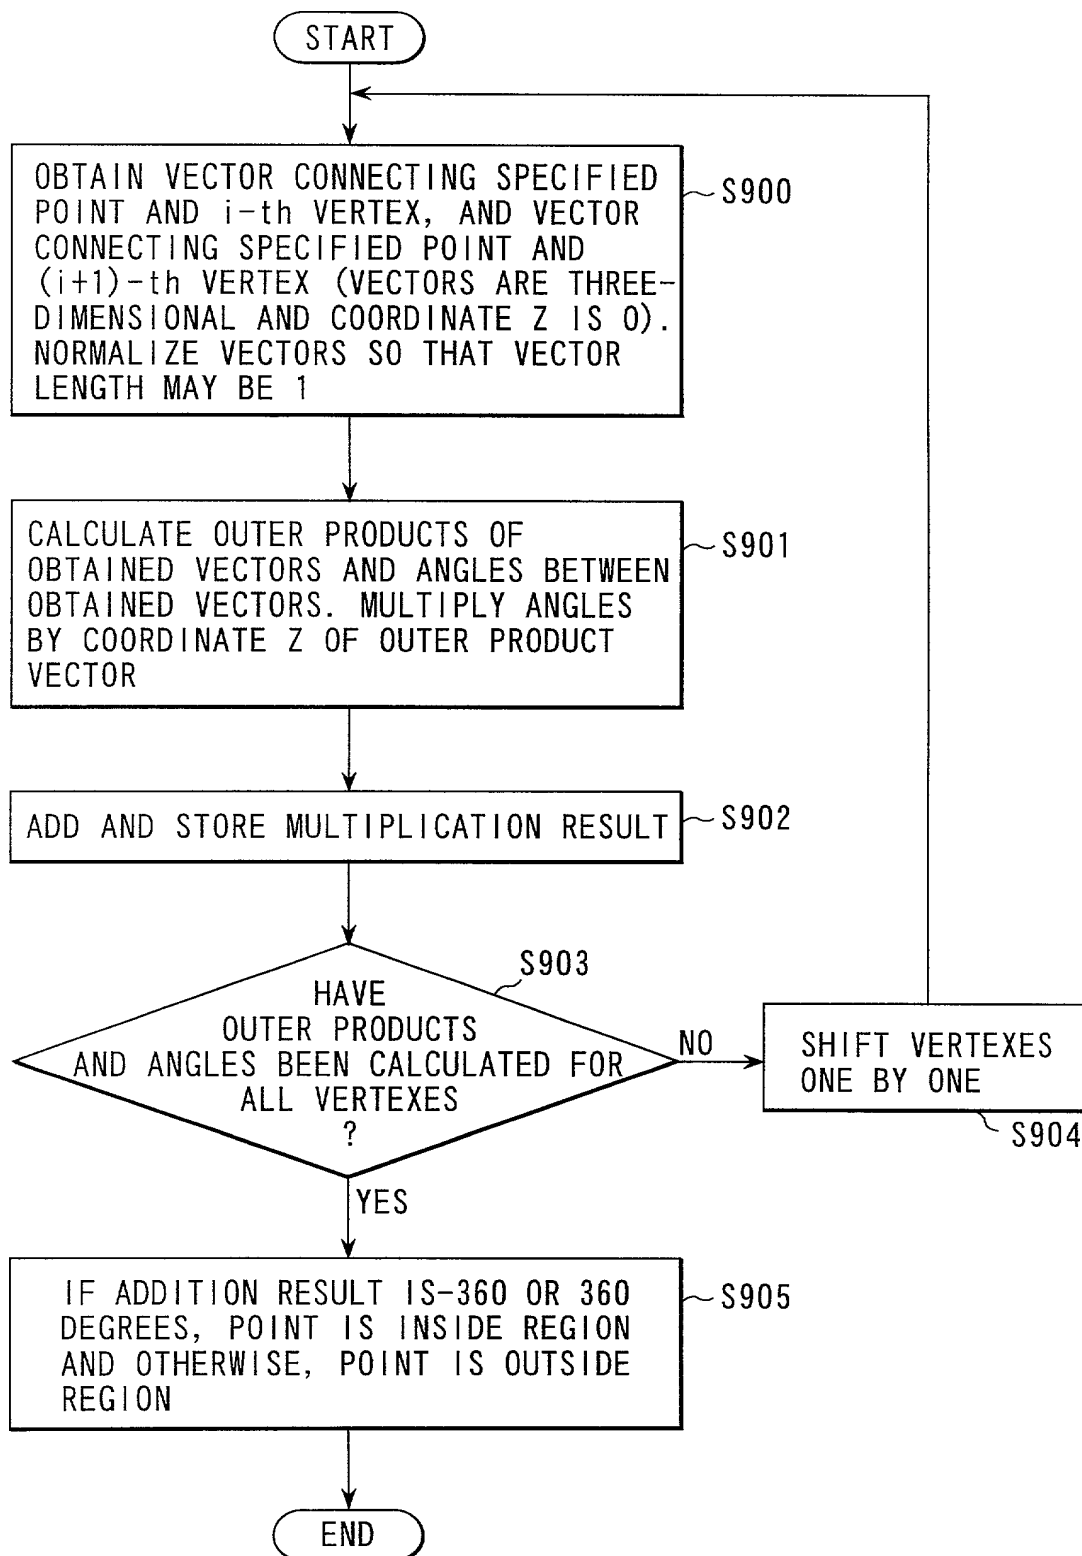 START
OBTAIN VECTOR CONNECTING SPECIFIED
POINT AND i-th VERTEX, AND VECTOR
CONNECTING SPECIFIED POINT AND
(i+1)-th VERTEX (VECTORS ARE THREE-
DIMENSIONAL AND COORDINATE Z IS 0).
NORMALIZE VECTORS SO THAT VECTOR
LENGTH MAY BE 1
S900
CALCULATE OUTER PRODUCTS OF
OBTAINED VECTORS AND ANGLES BETWEEN
OBTAINED VECTORS. MULTIPLY ANGLES
BY COORDINATE Z OF OUTER PRODUCT
VECTOR
S901
ADD AND STORE MULTIPLICATION RESULT
S902
S903
HAVE
OUTER PRODUCTS
AND ANGLES BEEN CALCULATED FOR
ALL VERTEXES
?
NO
SHIFT VERTEXES
ONE BY ONE
S904
YES
IF ADDITION RESULT IS-360 OR 360
DEGREES, POINT IS INSIDE REGION
AND OTHERWISE, POINT IS OUTSIDE
REGION
S905
END